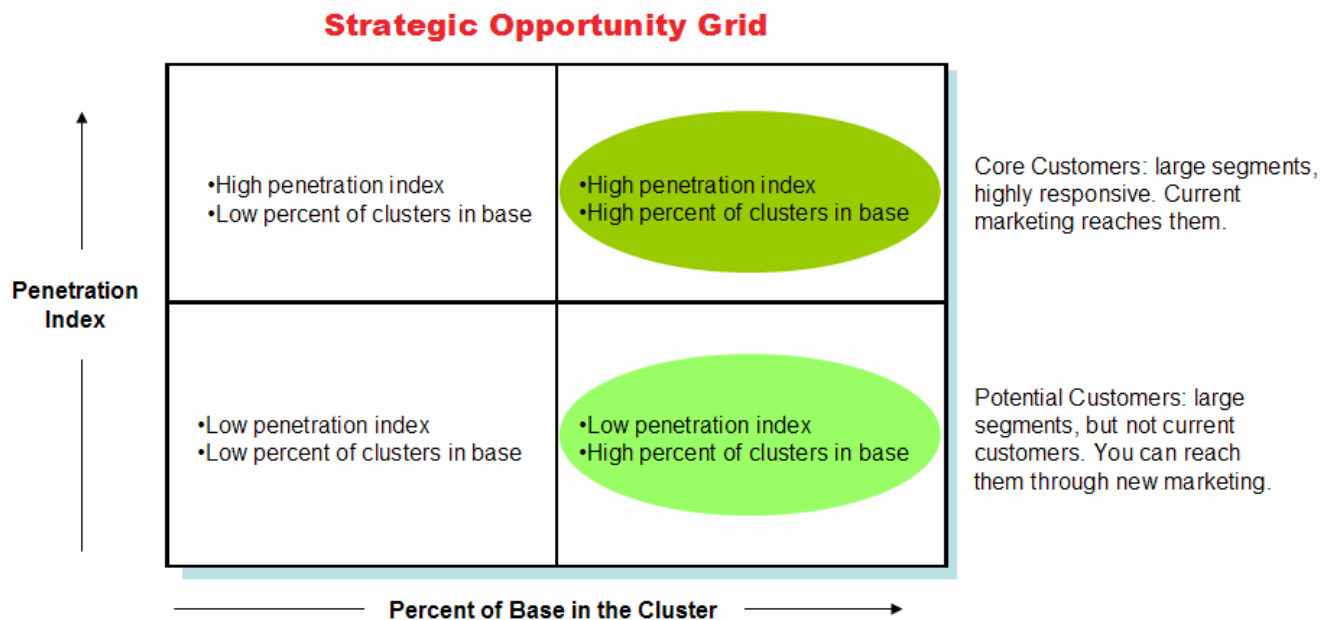 Strategic Opportunity Grid
•High penetration index
•Low percent of clusters in base
•High penetration index
•High percent of clusters in base
Core Customers: large segments,
highly responsive. Current
marketing reaches them.
Penetration
Index
•Low penetration index
•Low percent of clusters in base
•Low penetration index
•High percent of clusters in base
Potential Customers: large
segments, but not current
customers. You can reach
them through new marketing.
Percent of Base in the Cluster